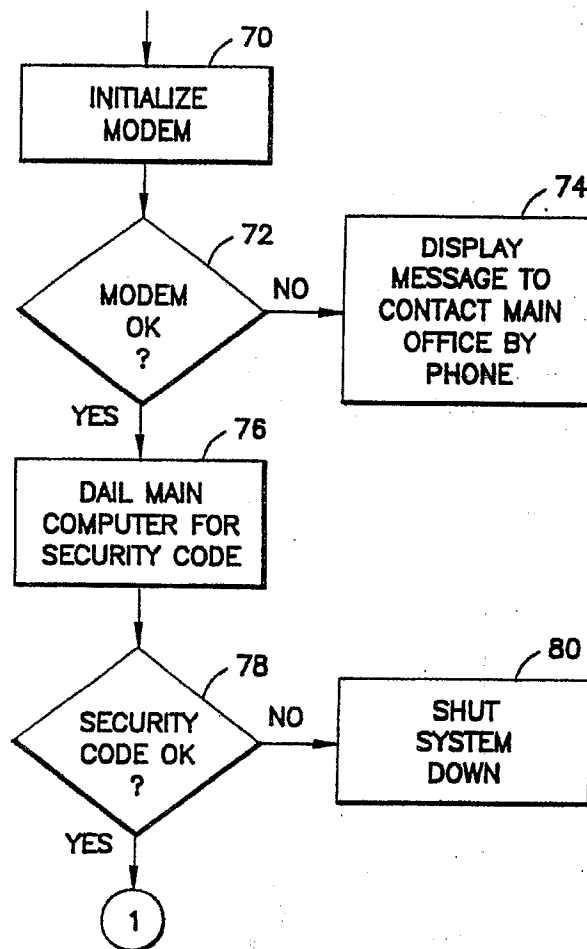 70
INITIALIZE
MODEM
72
MODEM
OK
?
NO
74
DISPLAY
MESSAGE TO
CONTACT MAIN
OFFICE BY
PHONE
YES
76
DAIL MAIN
COMPUTER FOR
SECURITY CODE
78
SECURITY
CODE OK
?
NO
80
SHUT
SYSTEM
DOWN
YES
1